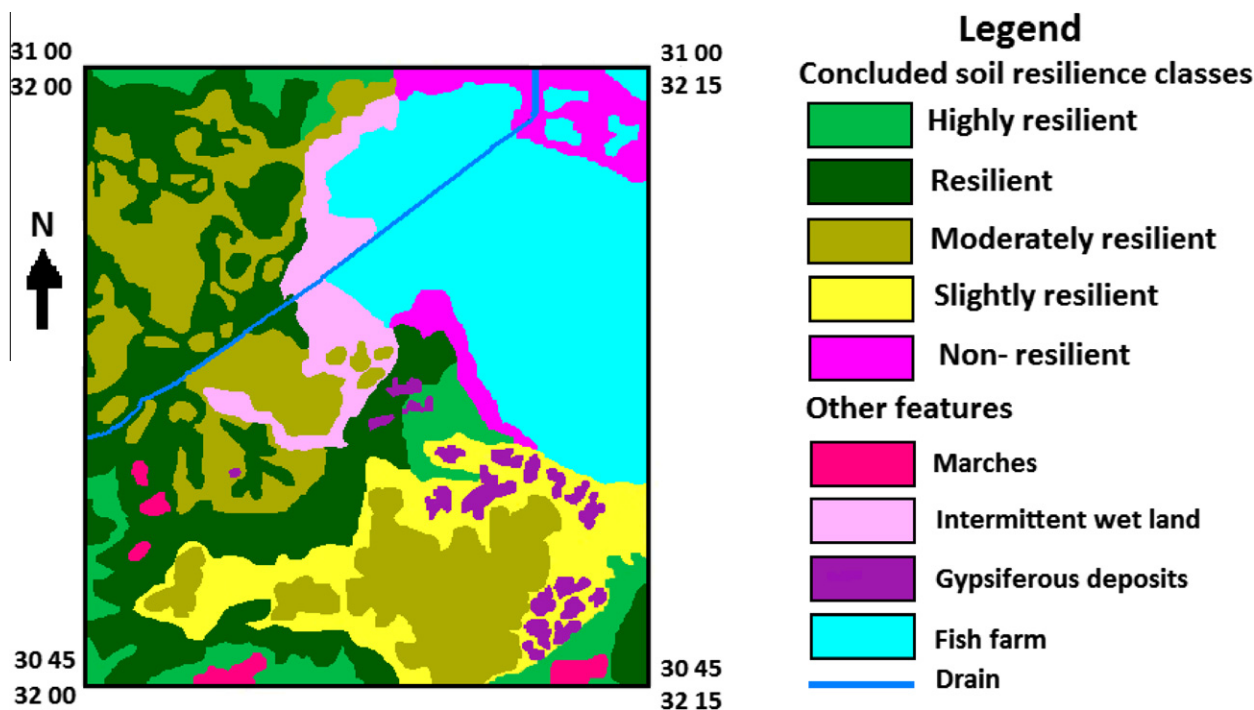 Legend
31 00
32 00
31 00
32 15
Concluded soil resilience classes
Highly resilient
Resilient
N
Moderately resilient
Slightly resilient
Non- resilient
Other features
Marches
Intermittent wet land
Gypsiferous deposits
Fish farm
Drain
30 45
32 00
30 45
32 15